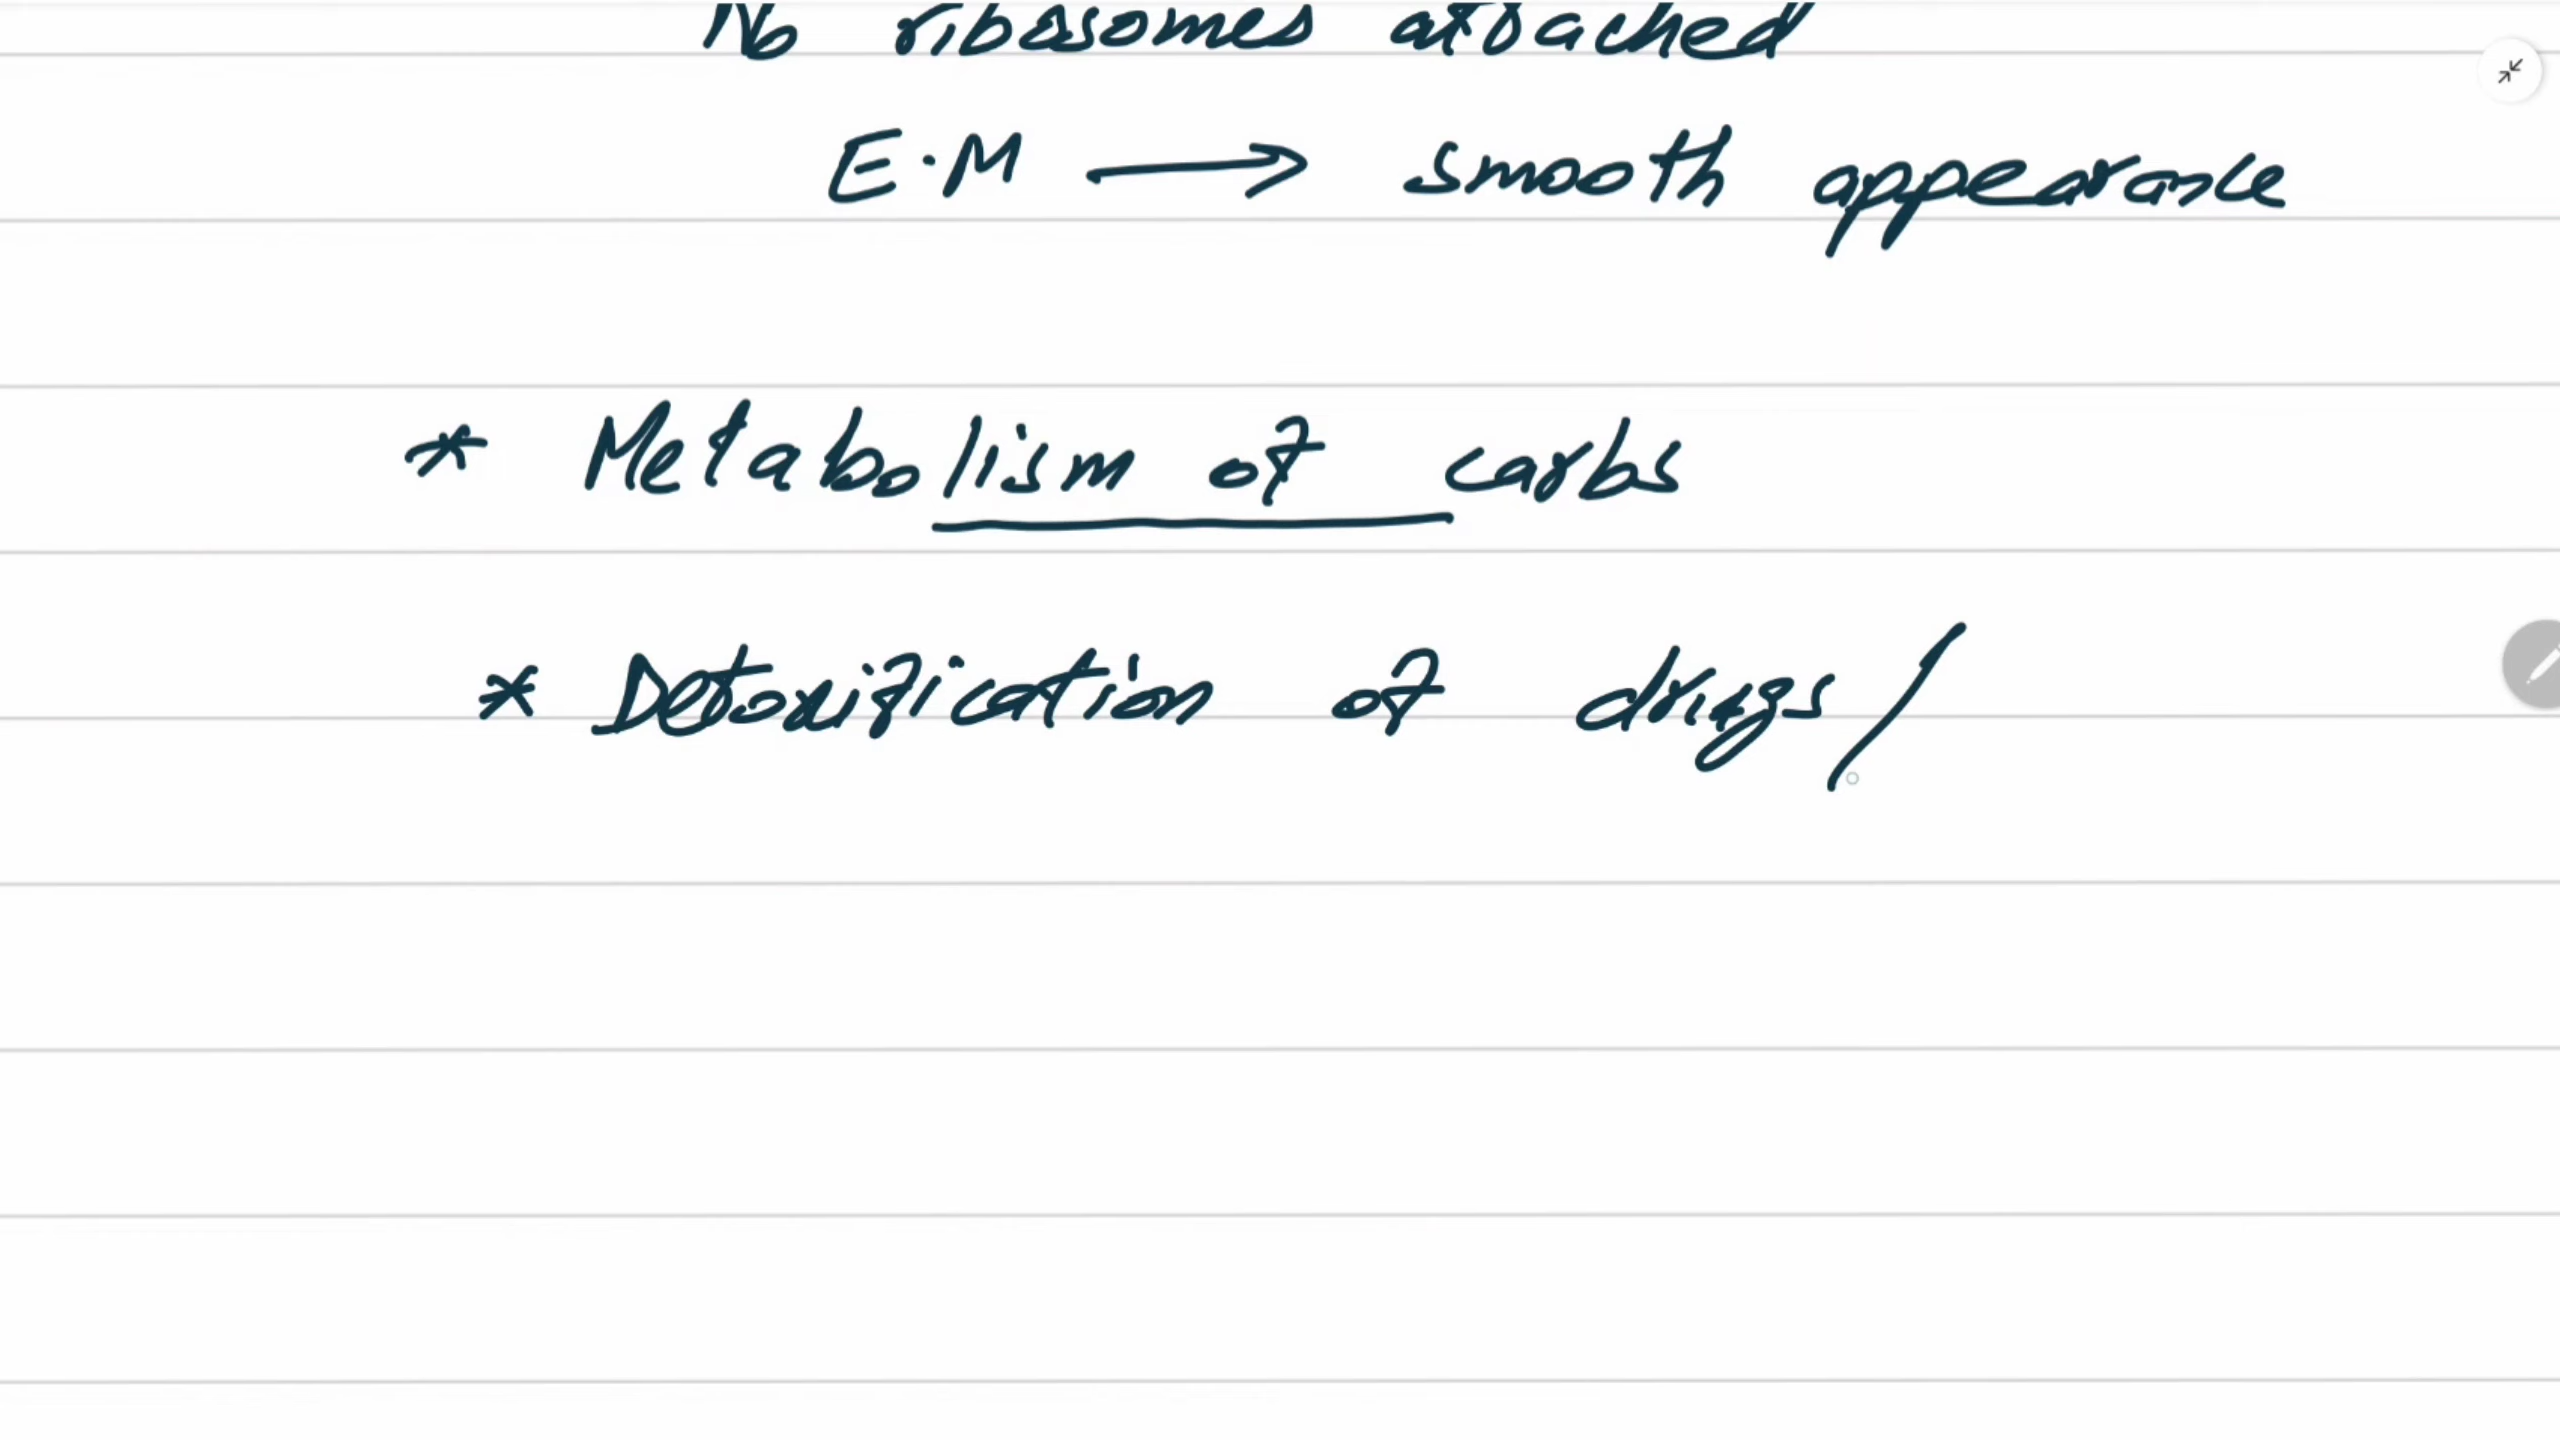 No ribosomes attached
E.M → smooth appearance
* Metabolism of carbs
* Detoxification of drugs/